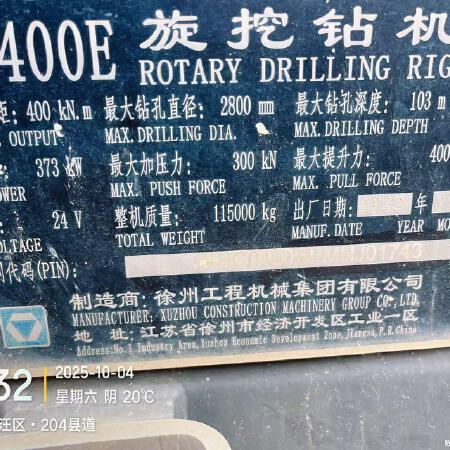 400E 旋挖钻机
ROTARY DRILLING RIG
矩: 400 kN.m 最大钻孔直径: 2800 mm 最大钻孔深度: 103 m
OUTPUT MAX. DRILLING DIA. MAX. DRILLING DEPTH
373 kW 最大加压力: 300 kN 最大提升力: 400
POWER MAX. PUSH FORCE MAX. PULL FORCE
24 V 整机质量: 115000 kg 出厂日期: 年
VOLTAGE TOTAL WEIGHT MANUF. DATE YEAR MO
代码(PIN):
制造商: 徐州工程机械集团有限公司
MANUFACTURER: XUZHOU CONSTRUCTION MACHINERY GROUP CO., LTD.
地 址: 江苏省徐州市经济开发区工业一区
Address:No.1 Industry Area,Xuzhou Economic Development Zone,Jiangsu,P.R.China
32 2025-10-04
星期六 阴 20℃
汪区·204县道